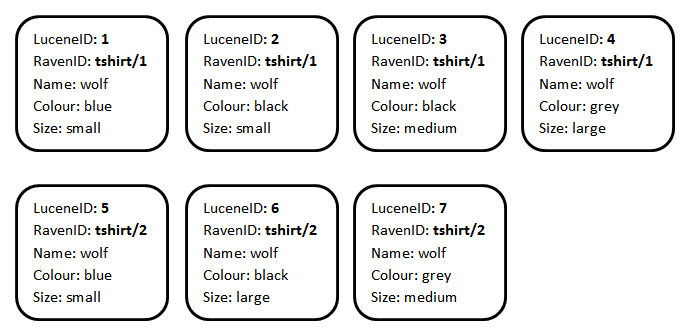 LuceneID: 1
RavenID: tshirt/1
Name: wolf
Colour: blue
Size: small
LuceneID: 2
RavenID: tshirt/1
Name: wolf
Colour: black
Size: small
LuceneID: 3
RavenID: tshirt/1
Name: wolf
Colour: black
Size: medium
LuceneID: 4
RavenID: tshirt/1
Name: wolf
Colour: grey
Size: large
LuceneID: 5
RavenID: tshirt/2
Name: wolf
Colour: blue
Size: small
LuceneID: 6
RavenID: tshirt/2
Name: wolf
Colour: black
Size: large
LuceneID: 7
RavenID: tshirt/2
Name: wolf
Colour: grey
Size: medium